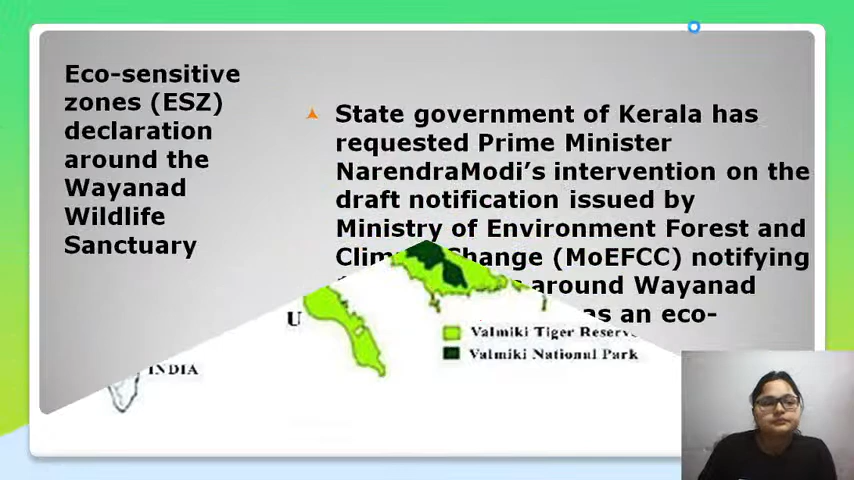 Eco-sensitive
zones (ESZ)
declaration
around the
Wayanad
Wildlife
Sanctuary
State government of Kerala has
requested Prime Minister
NarendraModi's intervention on the
draft notification issued by
Ministry of Environment Forest and
Change (MoEFCC) notifying
around Wayanad
as an eco-
U
Valmiki Tiger
Valmiki National Park
INDIA